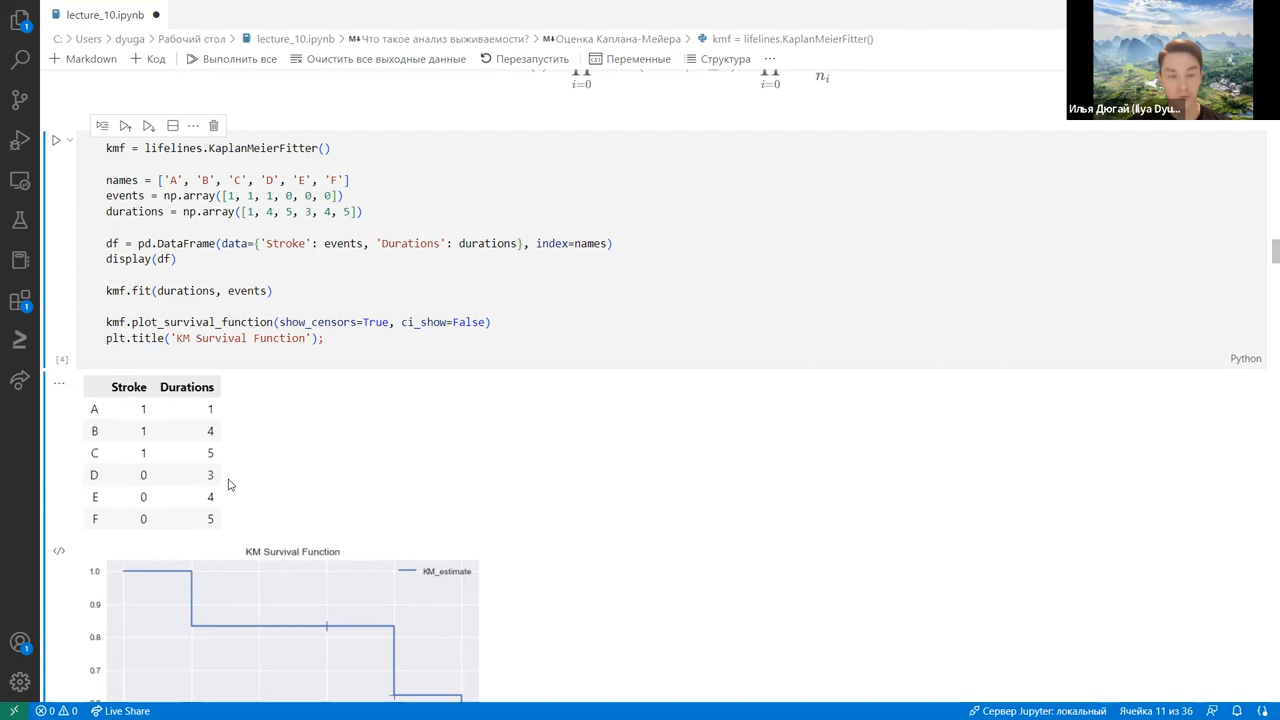 lecture_10.ipynb
C: > Users > dyuga > Рабочий стол > lecture_10.ipynb > Что такое анализ выживаемости? > Оценка Каплана-Мейера > kmf = lifelines.KaplanMeierFitter()
Markdown Код Выполнить все Очистить все выходные данные Перезапустить Переменные Структура ...
i=0 i=0 n_i
Илья Дюгай (Ilya Dyu...
kmf = lifelines.KaplanMeierFitter()
names = ['A', 'B', 'C', 'D', 'E', 'F']
events = np.array([1, 1, 1, 0, 0, 0])
durations = np.array([1, 4, 5, 3, 4, 5])
df = pd.DataFrame(data={'Stroke': events, 'Durations': durations}, index=names)
display(df)
kmf.fit(durations, events)
kmf.plot_survival_function(show_censors=True, ci_show=False)
plt.title('KM Survival Function');
[4] Python
Stroke Durations
A 1 1
B 1 4
C 1 5
D 0 3
E 0 4
F 0 5
KM Survival Function
1.0 KM_estimate
0.9
0.8
0.7
0 0 Live Share Сервер Jupyter: локальный Ячейка 11 из 36